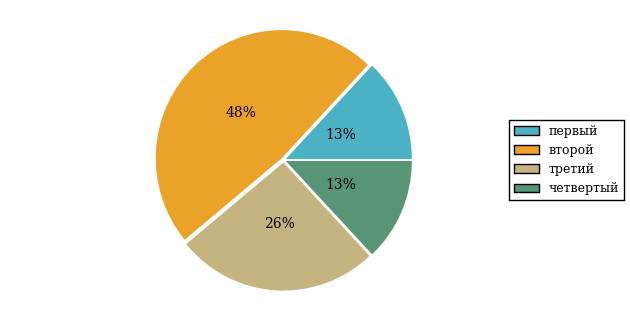 48%
13%
13%
26%
первый
второй
третий
четвертый